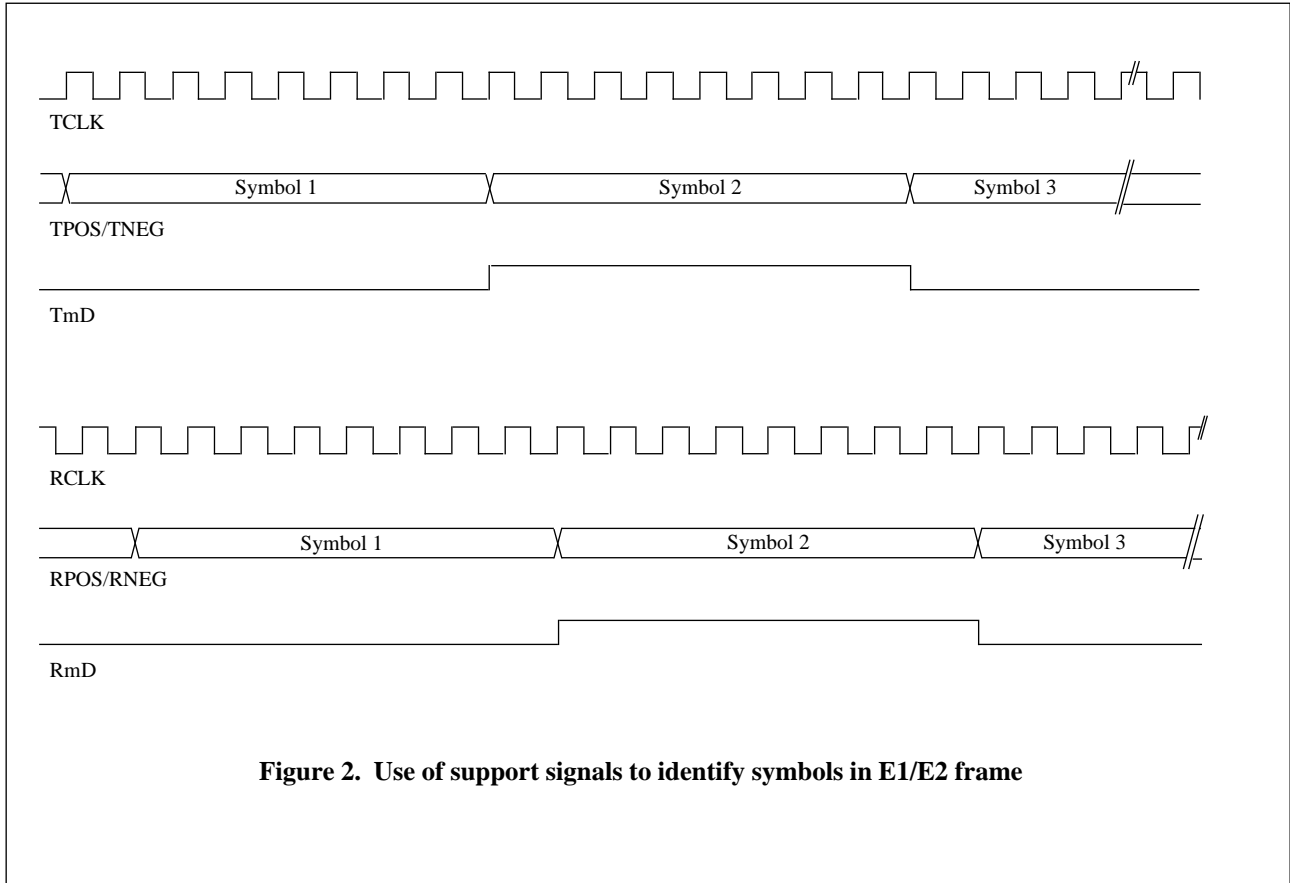 TCLK
Symbol 1 Symbol 2 Symbol 3
TPOS/TNEG
TmD
RCLK
Symbol 1 Symbol 2 Symbol 3
RPOS/RNEG
RmD
Figure 2. Use of support signals to identify symbols in E1/E2 frame